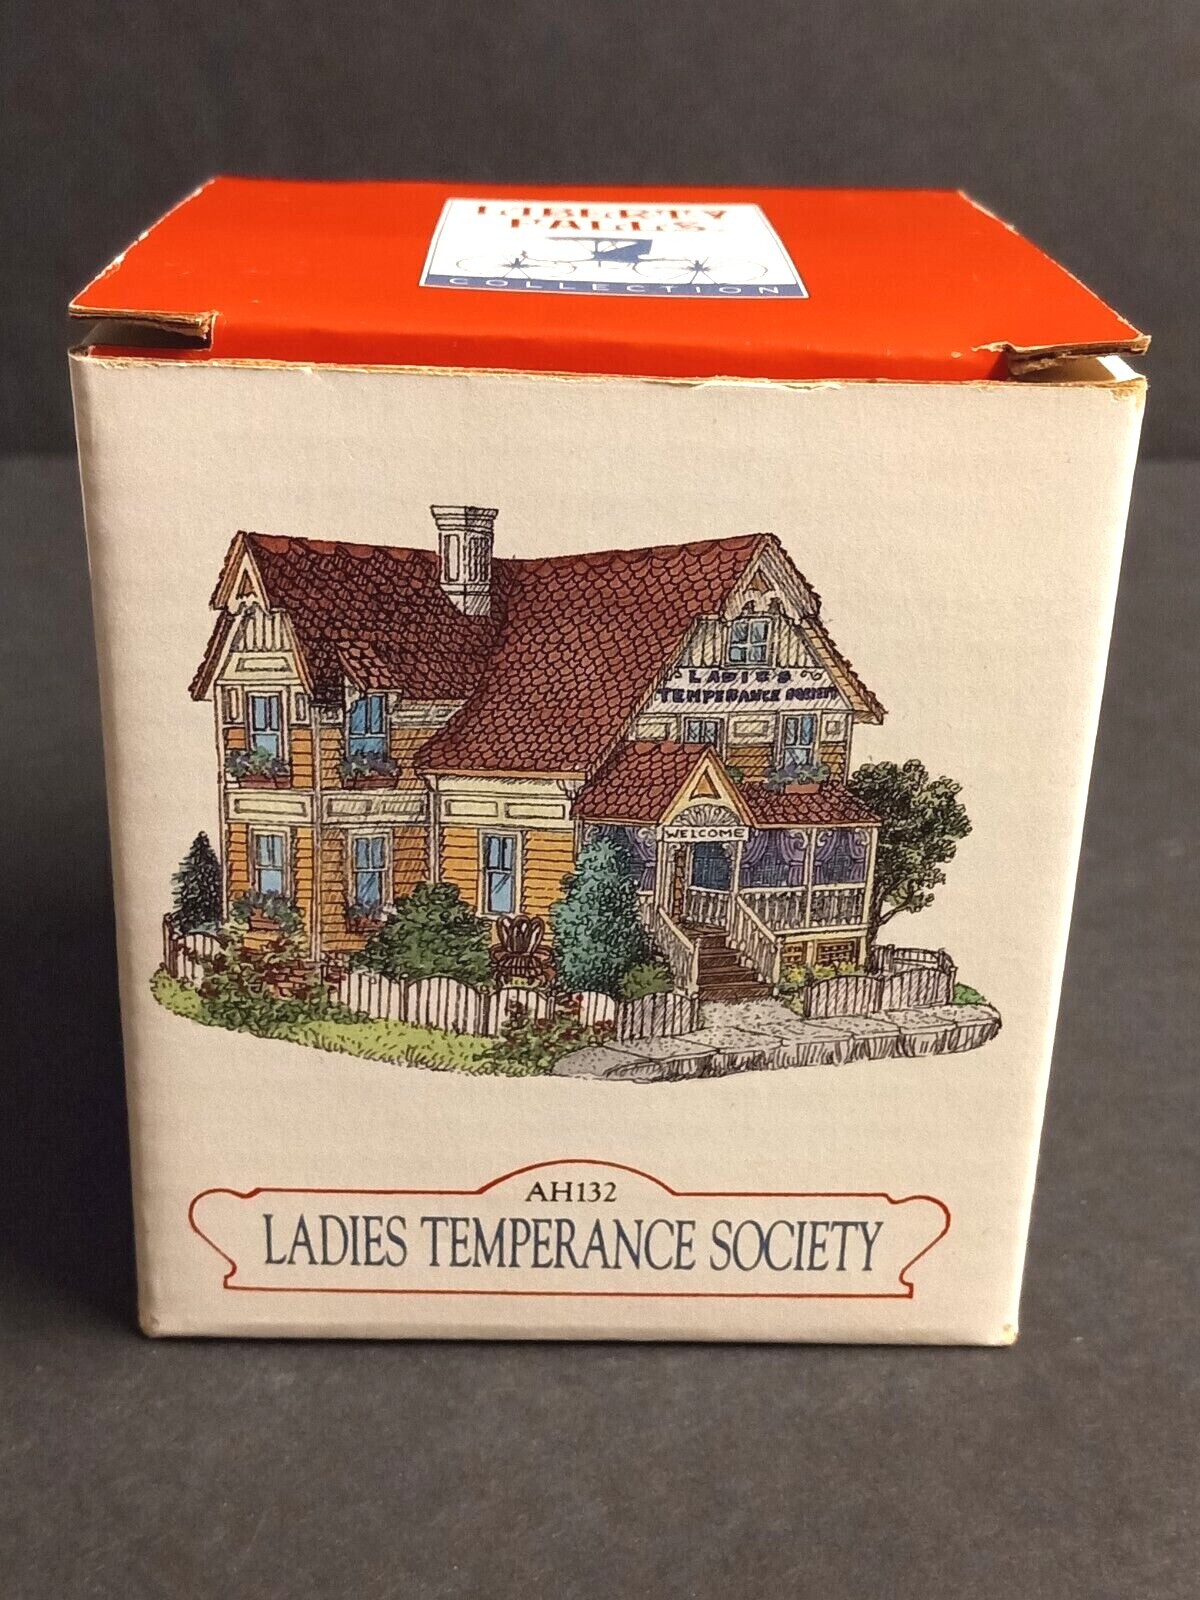 LIBERTY
FALLS
COLLECTION
LADIES
TEMPERANCE SOCIETY
WELCOME
AH132
LADIES TEMPERANCE SOCIETY